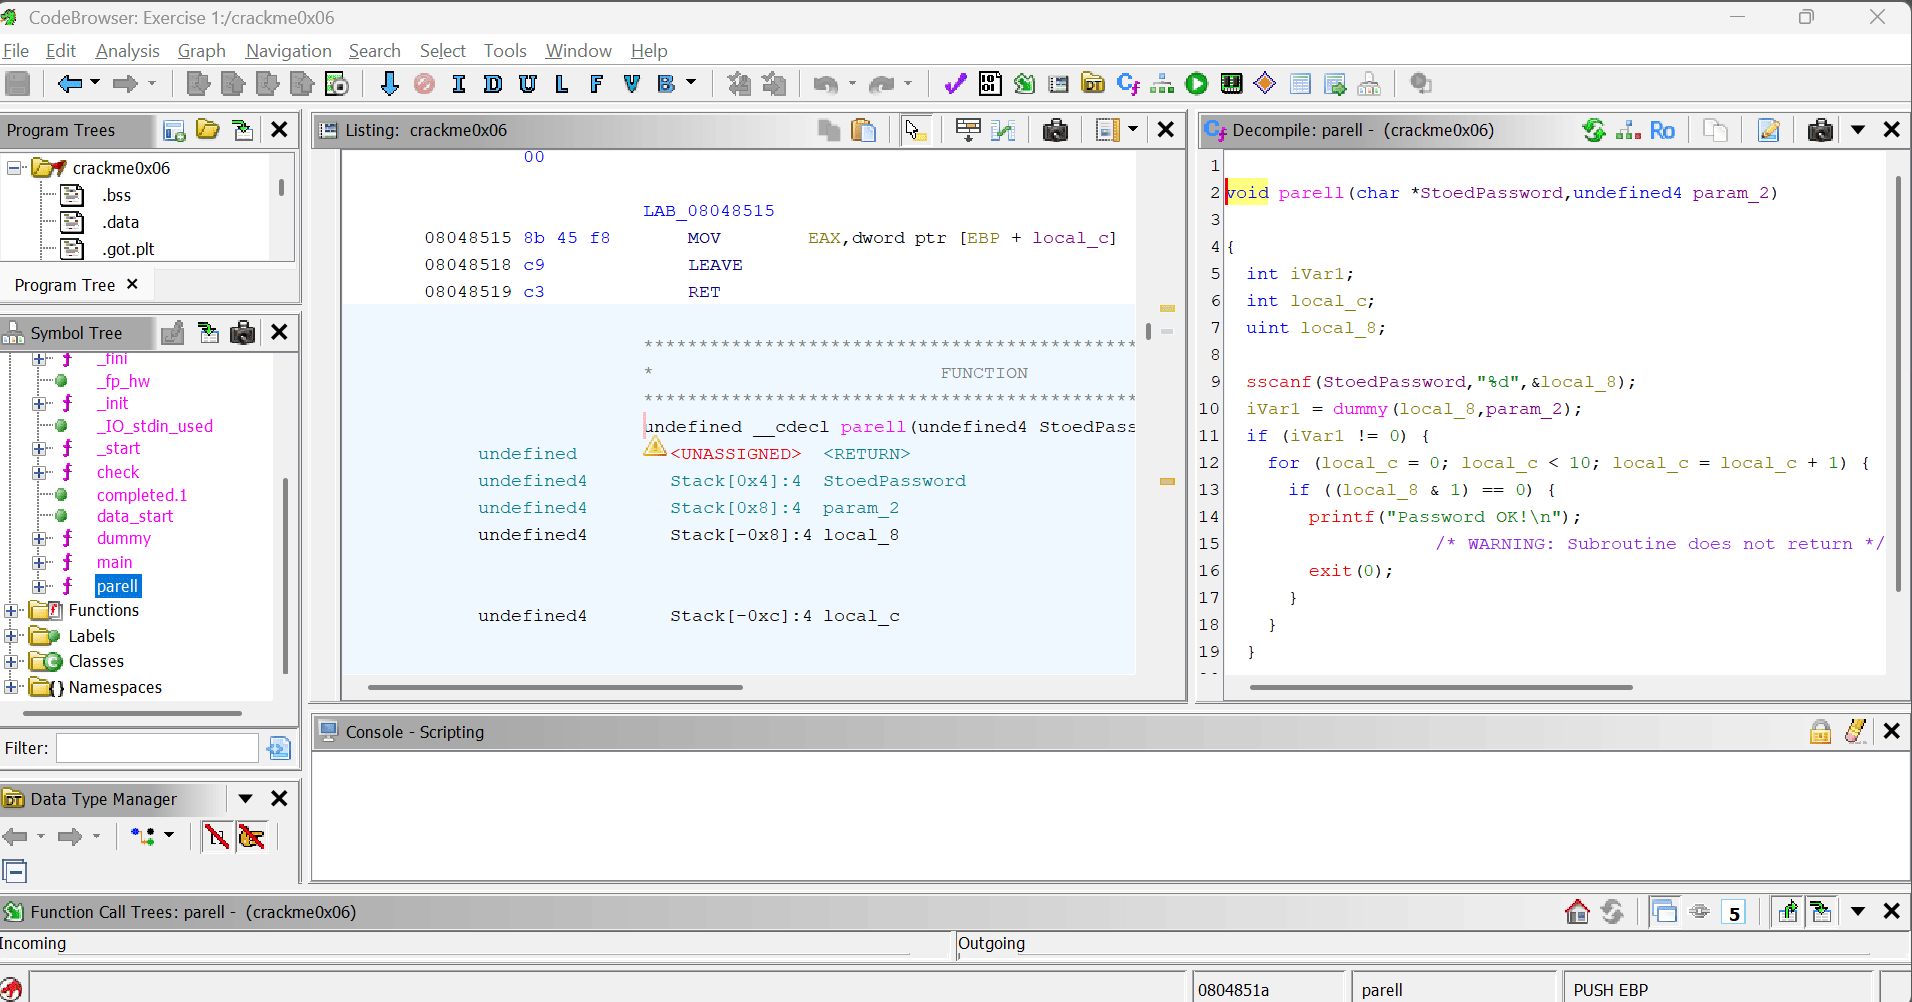 CodeBrowser: Exercise 1:/crackme0x06
File Edit Analysis Graph Navigation Search Select Tools Window Help
I D U L F V B
Program Trees
crackme0x06
.bss
.data
.got.plt
Program Tree
Symbol Tree
_fini
_fp_hw
_init
_IO_stdin_used
_start
check
completed.1
data_start
dummy
main
parell
Functions
Labels
Classes
Namespaces
Filter:
Data Type Manager
Listing: crackme0x06
00
LAB_08048515
08048515 8b 45 f8 MOV EAX,dword ptr [EBP + local_c]
08048518 c9 LEAVE
08048519 c3 RET
*********************************************
* FUNCTION
*********************************************
undefined __cdecl parell(undefined4 StoedPass
undefined <UNASSIGNED> <RETURN>
undefined4 Stack[0x4]:4 StoedPassword
undefined4 Stack[0x8]:4 param_2
undefined4 Stack[-0x8]:4 local_8
undefined4 Stack[-0xc]:4 local_c
Decompile: parell - (crackme0x06)
Ro
1
2 void parell(char *StoedPassword,undefined4 param_2)
3
4 {
5 int iVar1;
6 int local_c;
7 uint local_8;
8
9 sscanf(StoedPassword,"%d",&local_8);
10 iVar1 = dummy(local_8,param_2);
11 if (iVar1 != 0) {
12 for (local_c = 0; local_c < 10; local_c = local_c + 1) {
13 if ((local_8 & 1) == 0) {
14 printf("Password OK!\n");
15 /* WARNING: Subroutine does not return */
16 exit(0);
17 }
18 }
19 }
Console - Scripting
Function Call Trees: parell - (crackme0x06)
5
Incoming
Outgoing
0804851a
parell
PUSH EBP